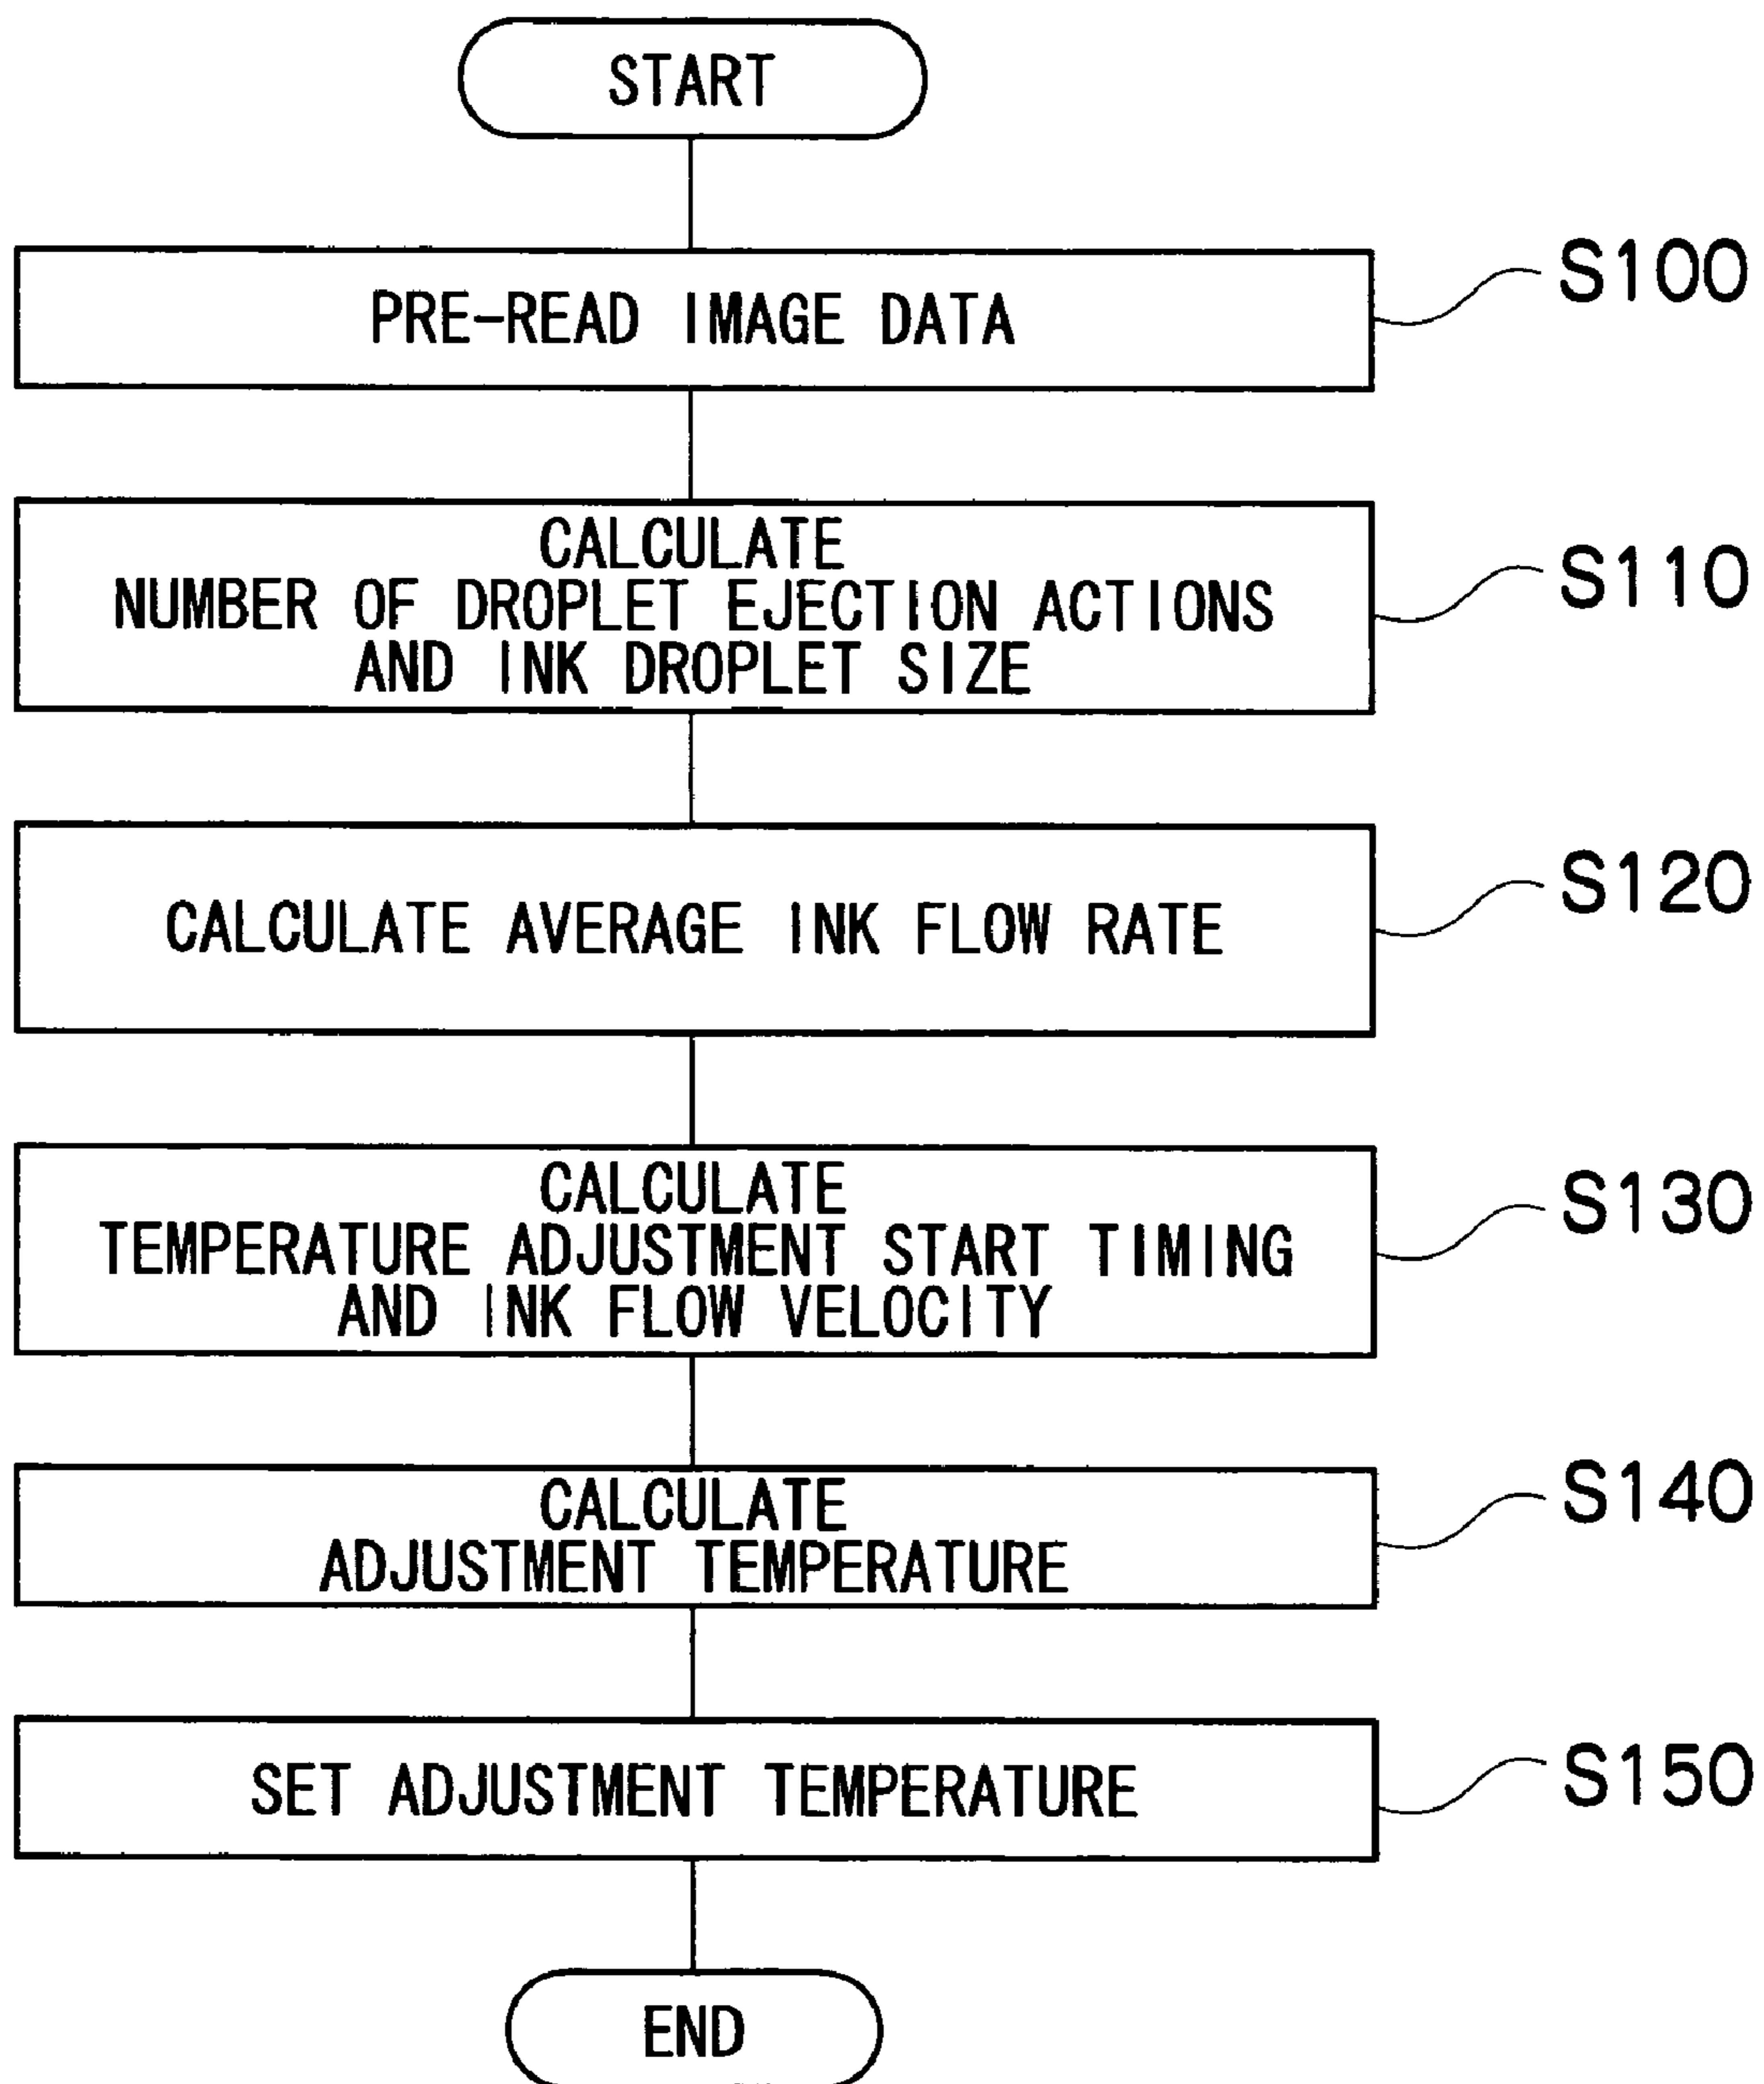 START
PRE-READ IMAGE DATA
S100
CALCULATE
NUMBER OF DROPLET EJECTION ACTIONS
AND INK DROPLET SIZE
S110
CALCULATE AVERAGE INK FLOW RATE
S120
CALCULATE
TEMPERATURE ADJUSTMENT START TIMING
AND INK FLOW VELOCITY
S130
CALCULATE
ADJUSTMENT TEMPERATURE
S140
SET ADJUSTMENT TEMPERATURE
S150
END